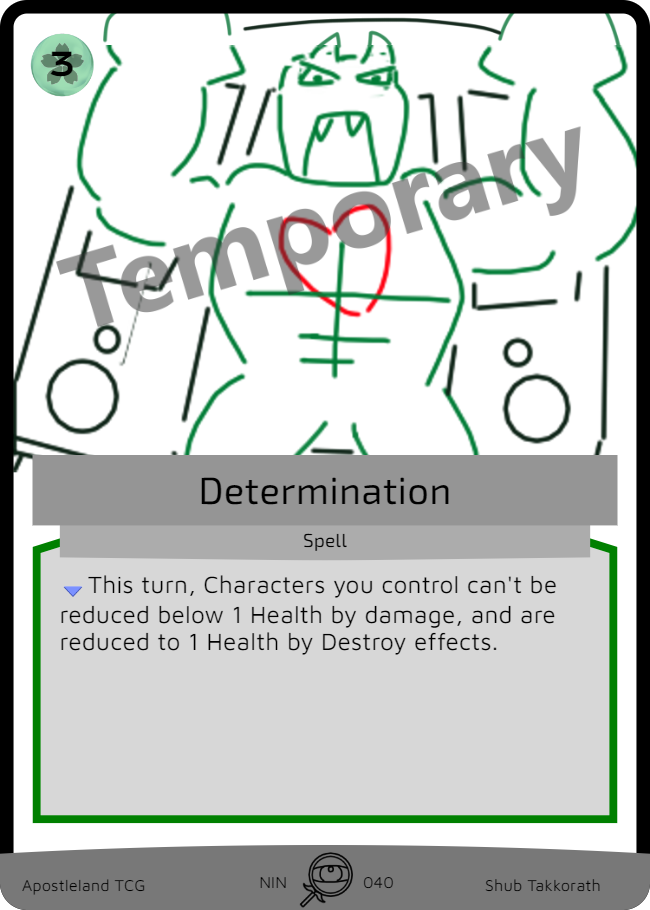 3
Temporary
Determination
Spell
This turn, Characters you control can't be
reduced below 1 Health by damage, and are
reduced to 1 Health by Destroy effects.
Apostleland TCG
NIN 040
Shub Takkorath